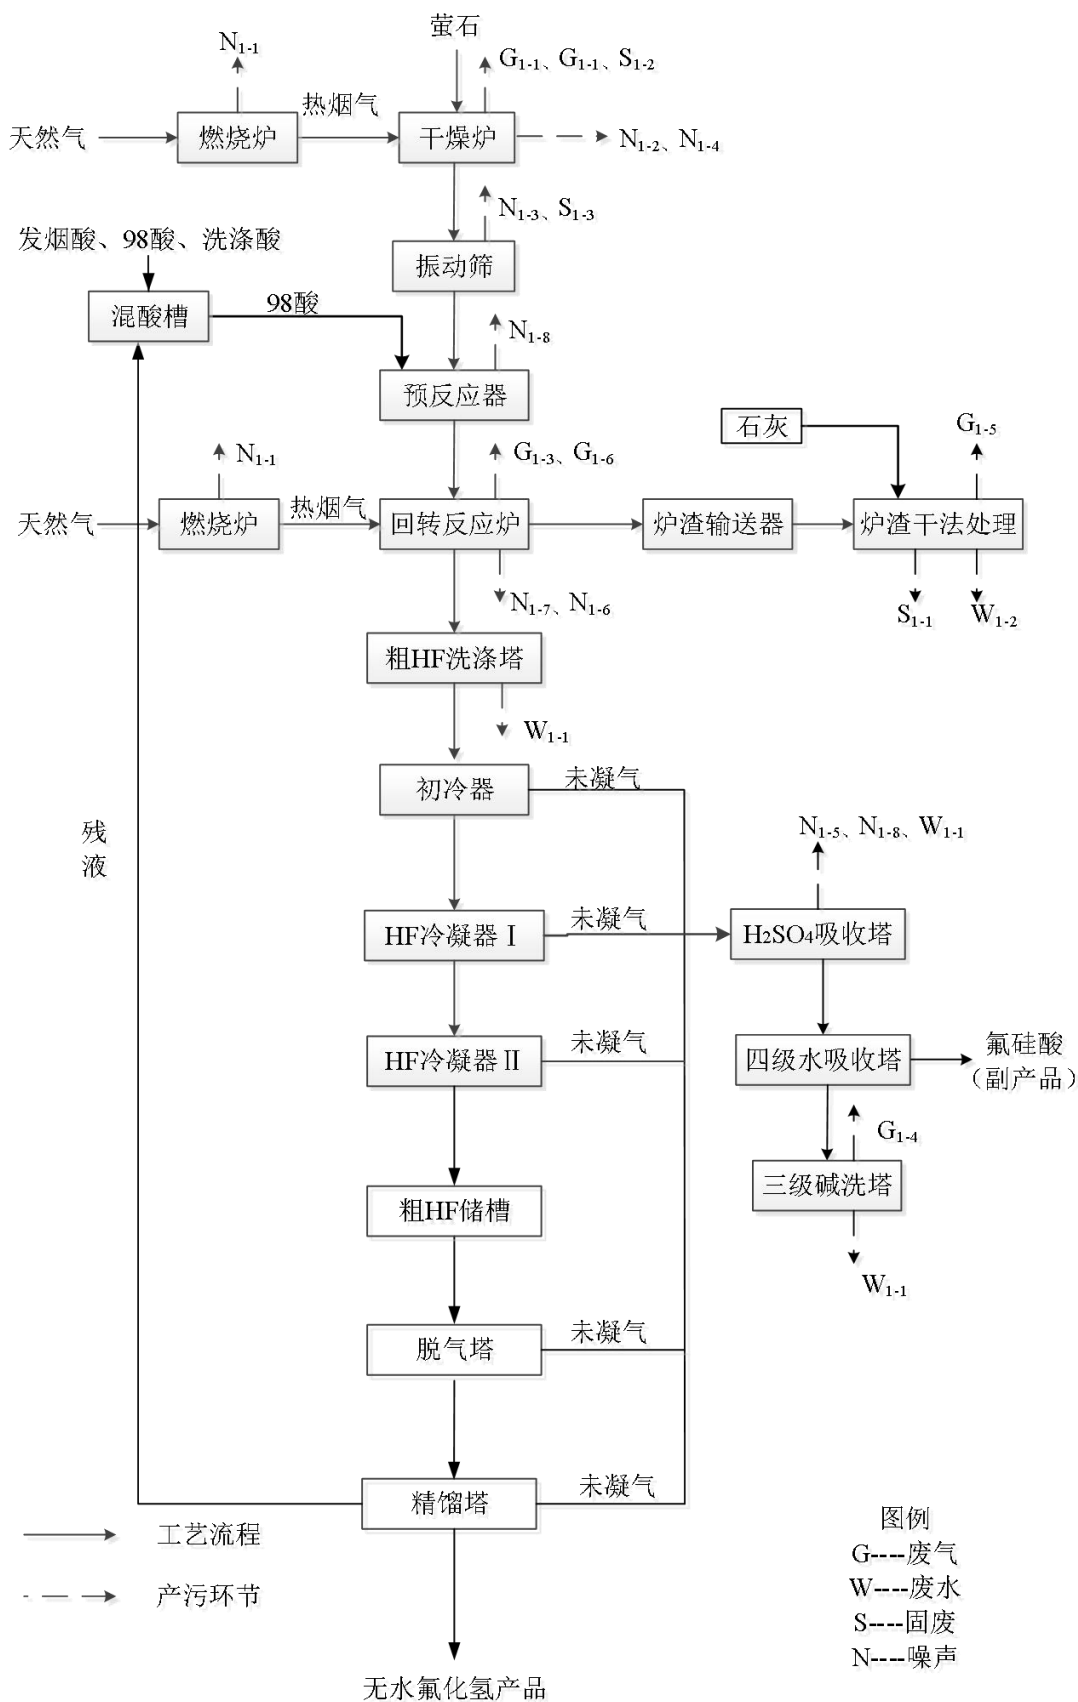 萤石
N1-1
G1-1、G1-1、S1-2
天然气
燃烧炉
热烟气
干燥炉
N1-2、N1-4
N1-3、S1-3
发烟酸、98酸、洗涤酸
振动筛
混酸槽
98酸
N1-8
预反应器
石灰
G1-5
N1-1
G1-3、G1-6
天然气
燃烧炉
热烟气
回转反应炉
炉渣输送器
炉渣干法处理
N1-7、N1-6
S1-1
W1-2
粗HF洗涤塔
W1-1
初冷器
未凝气
残
液
N1-5、N1-8、W1-1
HF冷凝器Ⅰ
未凝气
H2SO4吸收塔
HF冷凝器Ⅱ
未凝气
四级水吸收塔
氟硅酸
（副产品）
G1-4
三级碱洗塔
粗HF储槽
W1-1
脱气塔
未凝气
精馏塔
未凝气
工艺流程
产污环节
图例
G----废气
W----废水
S----固废
N----噪声
无水氟化氢产品